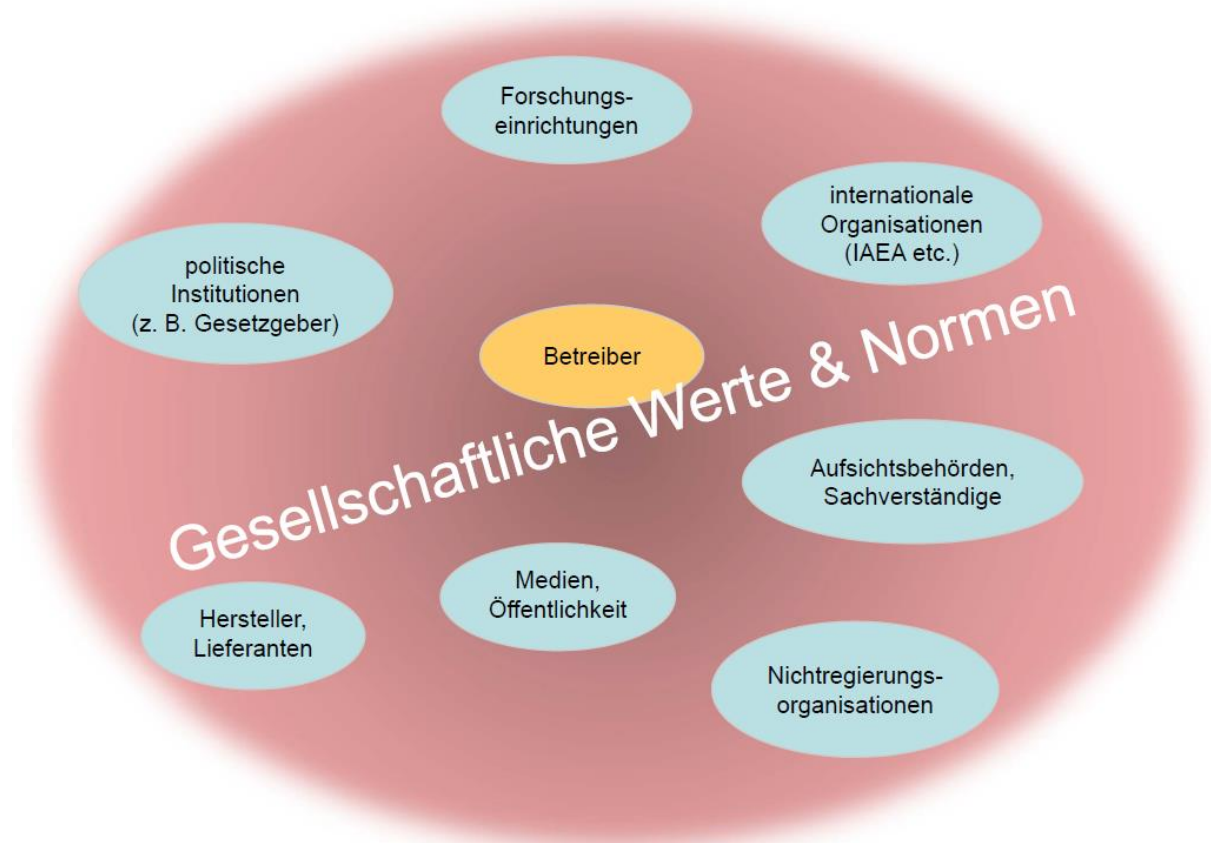 Forschungs-
einrichtungen
internationale
Organisationen
(IAEA etc.)
politische
Institutionen
(z. B. Gesetzgeber)
Betreiber
Gesellschaftliche Werte & Normen
Aufsichtsbehörden,
Sachverständige
Medien,
Öffentlichkeit
Hersteller,
Lieferanten
Nichtregierungs-
organisationen